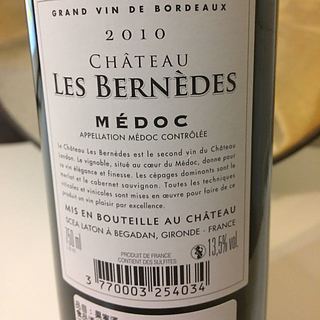 GRAND VIN DE BORDEAUX
2010
CHÂTEAU
LES BERNÈDES
MÉDOC
APPELLATION MÉDOC CONTRÔLÉE
Le Château Les Bernèdes est le second vin du Château
Landon. Le vignoble, situé au cœur du Médoc, donne pour
ce vin élégance et finesse. Les cépages dominants sont le
merlot et le cabernet sauvignon. Toutes les techniques
viticoles et vinicoles sont mises en œuvre pour faire de ce
produit un vin plaisir par excellence.
MIS EN BOUTEILLE AU CHÂTEAU
SCEA LATON À BEGADAN, GIRONDE - FRANCE
750 ml
PRODUIT DE FRANCE
CONTIENT DES SULFITES
13,5% vol.
3 770003 254034